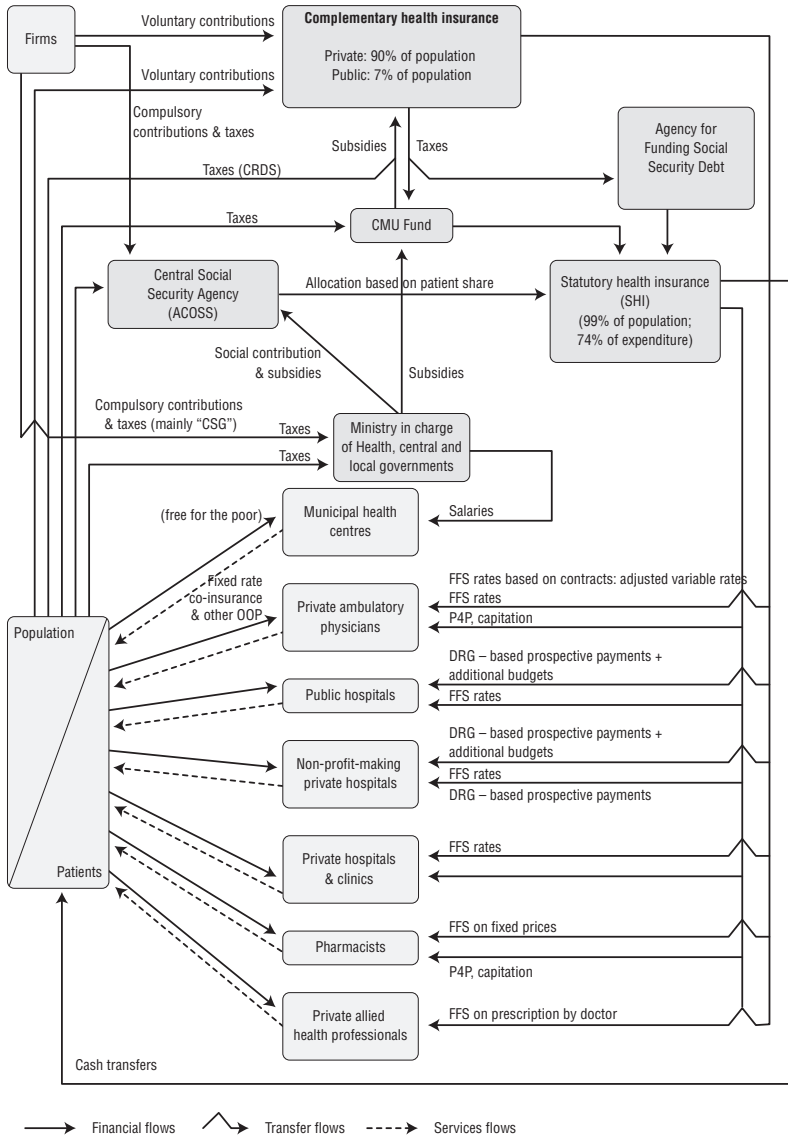 Firms
Voluntary contributions
Complementary health insurance
Private: 90% of population
Public: 7% of population
Voluntary contributions
Compulsory
contributions & taxes
Subsidies
Taxes
Agency for
Funding Social
Security Debt
Taxes (CRDS)
Taxes
CMU Fund
Central Social
Security Agency
(ACOSS)
Allocation based on patient share
Statutory health insurance
(SHI)
(99% of population;
74% of expenditure)
Social contribution
& subsidies
Subsidies
Compulsory contributions
& taxes (mainly “CSG”)
Taxes
Taxes
Ministry in charge
of Health, central and
local governments
(free for the poor)
Municipal health
centres
Salaries
Fixed rate
co-insurance
& other OOP
Private ambulatory
physicians
FFS rates based on contracts: adjusted variable rates
FFS rates
P4P, capitation
Population
Patients
Public hospitals
DRG – based prospective payments +
additional budgets
FFS rates
Non-profit-making
private hospitals
DRG – based prospective payments +
additional budgets
FFS rates
DRG – based prospective payments
Private hospitals
& clinics
FFS rates
Pharmacists
FFS on fixed prices
P4P, capitation
Private allied
health professionals
FFS on prescription by doctor
Cash transfers
Financial flows
Transfer flows
Services flows